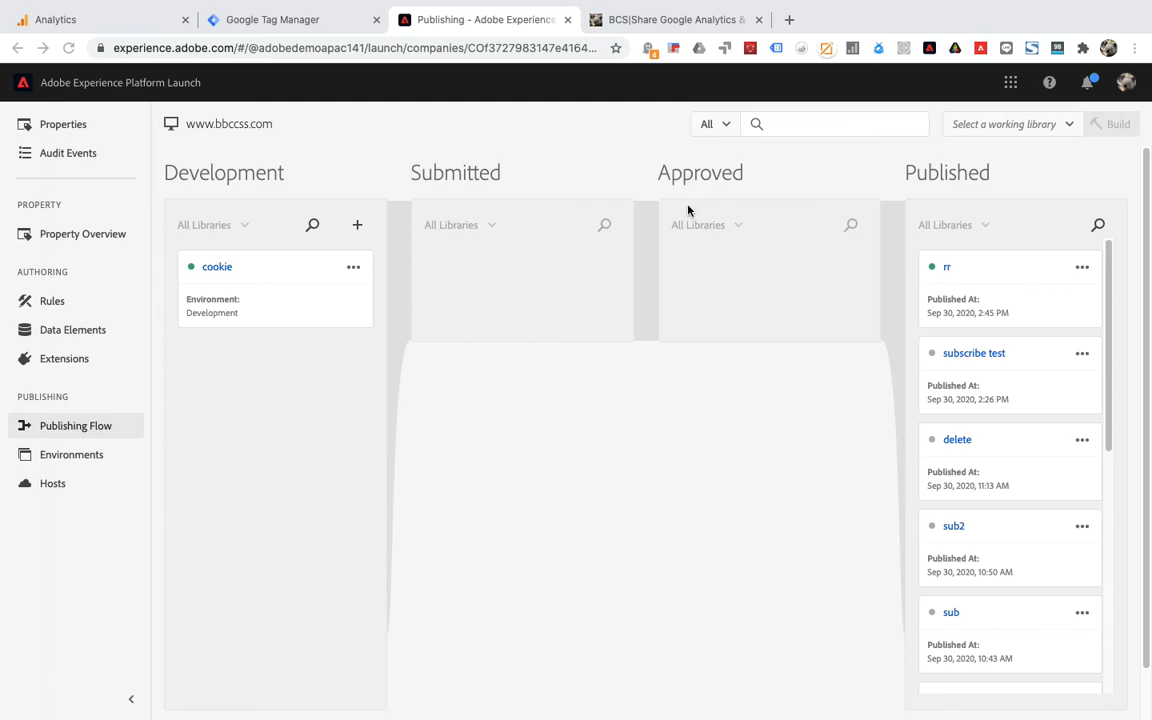 Analytics
Google Tag Manager
Publishing - Adobe Experience
BCS|Share Google Analytics &
experience.adobe.com/#/@adobedemoapac141/launch/companies/COf3727983147e4164...
Adobe Experience Platform Launch
Properties
www.bbccss.com
All
Select a working library
Build
Audit Events
Development
Submitted
Approved
Published
PROPERTY
All Libraries
All Libraries
All Libraries
All Libraries
Property Overview
AUTHORING
cookie
rr
Rules
Environment:
Development
Published At:
Sep 30, 2020, 2:45 PM
Data Elements
Extensions
subscribe test
Published At:
Sep 30, 2020, 2:26 PM
PUBLISHING
Publishing Flow
delete
Environments
Published At:
Sep 30, 2020, 11:13 AM
Hosts
sub2
Published At:
Sep 30, 2020, 10:50 AM
sub
Published At:
Sep 30, 2020, 10:43 AM